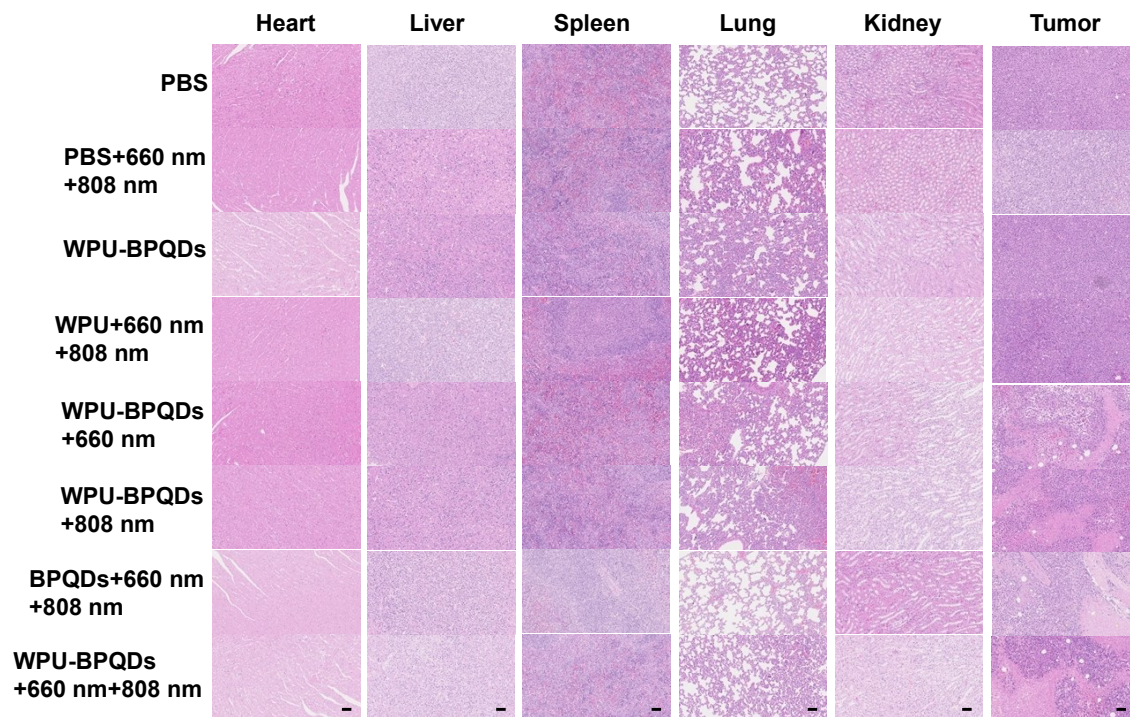 Heart Liver Spleen Lung Kidney Tumor
PBS
PBS+660 nm
+808 nm
WPU-BPQDs
WPU+660 nm
+808 nm
WPU-BPQDs
+660 nm
WPU-BPQDs
+808 nm
BPQDs+660 nm
+808 nm
WPU-BPQDs
+660 nm+808 nm